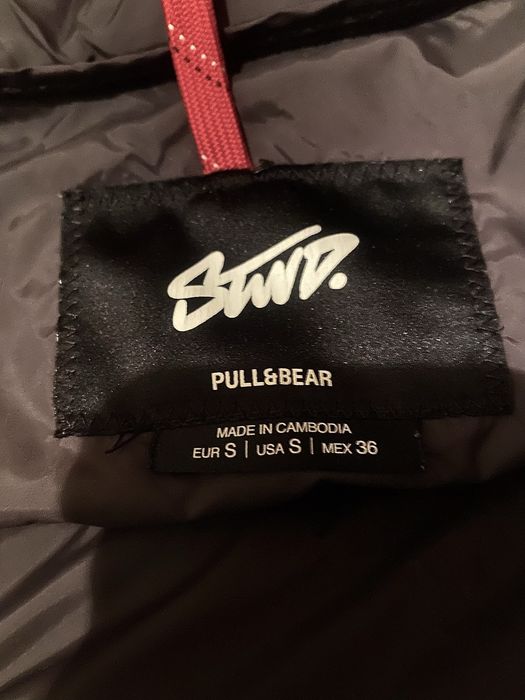 STWD.
PULL&BEAR
MADE IN CAMBODIA
EUR S | USA S | MEX 36